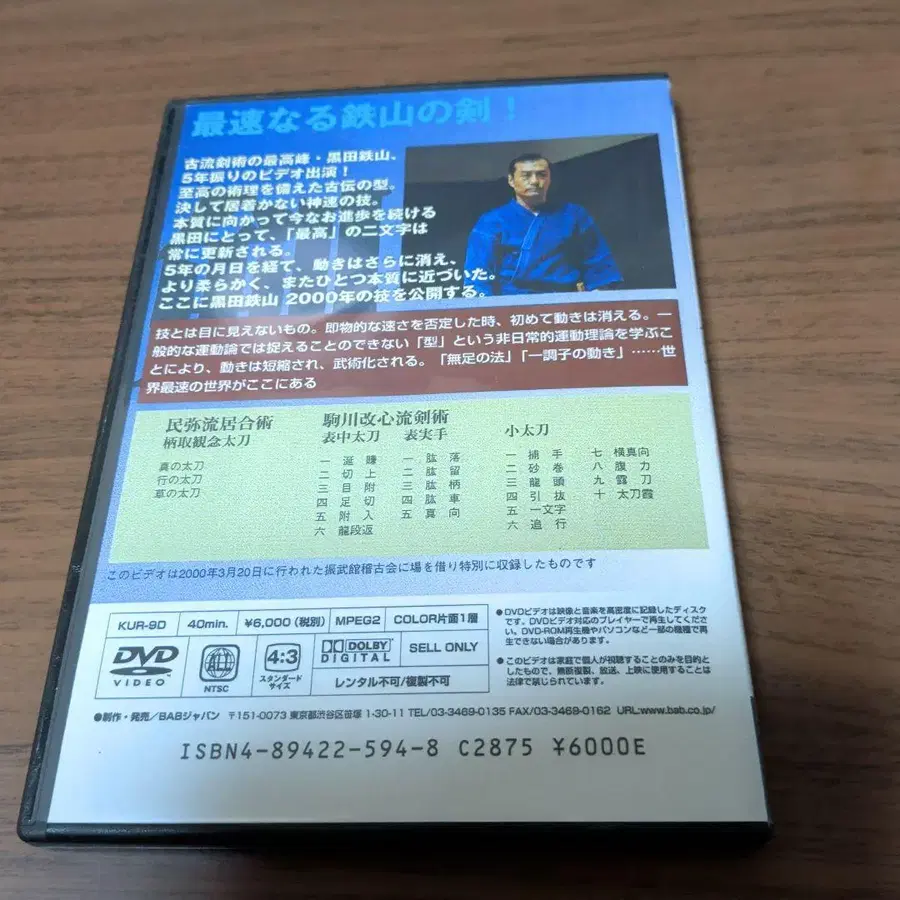 最速なる鉄山の剣!
古流剣術の最高峰・黒田鉄山、
5年振りのビデオ出演!
至高の術理を備えた古伝の型。
決して居着かない神速の技。
本質に向かって今なお進歩を続ける
黒田にとって、「最高」の二文字は
常に更新される。
5年の月日を経て、動きはさらに消え、
より柔らかく、またひとつ本質に近づいた。
ここに黒田鉄山 2000年の技を公開する。
技とは目に見えないもの。即物的な速さを否定した時、初めて動きは消える。一
般的な運動論では捉えることのできない「型」という非日常的運動理論を学ぶこ
とにより、動きは短縮され、武術化される。「無足の法」「一調子の動き」……世
界最速の世界がここにある
民弥流居合術
柄取観念太刀
真の太刀
行の太刀
草の太刀
駒川改心流剣術
表中太刀
一 涎賺
二 切上
三 目附
四 足切
五 附入
六 龍段返
表実手
一 肱落
二 肱留
三 肱柄
四 肱車
五 真向
小太刀
一 捕手
二 砂巻
三 龍頭
四 引抜
五 一文字
六 追行
七 横真向
八 腹力
九 露刀
十 太刀霞
このビデオは2000年3月20日に行われた振武館稽古会に場を借り特別に収録したものです
KUR-9D 40min. ¥6,000(税別) MPEG2 COLOR片面1層
DVD VIDEO
ALL NTSC
4:3 スタンダードサイズ
DOLBY DIGITAL
SELL ONLY
レンタル不可/複製不可
●DVDビデオは映像と音楽を高密度に記録したディスク
です。DVDビデオ対応のプレイヤーで再生してくださ
い。DVD-ROM再生機やパソコンなど一部の機種で再
生できない場合があります。
●このビデオは家庭で個人が視聴することのみを目的と
したもので、無断複製、放送、上映に使用することは
法律で禁じられています。
●制作・発売/BABジャパン 〒151-0073 東京都渋谷区笹塚 1-30-11 TEL/03-3469-0135 FAX/03-3469-0162 URL:www.bab.co.jp/
ISBN4-89422-594-8 C2875 ¥6000E